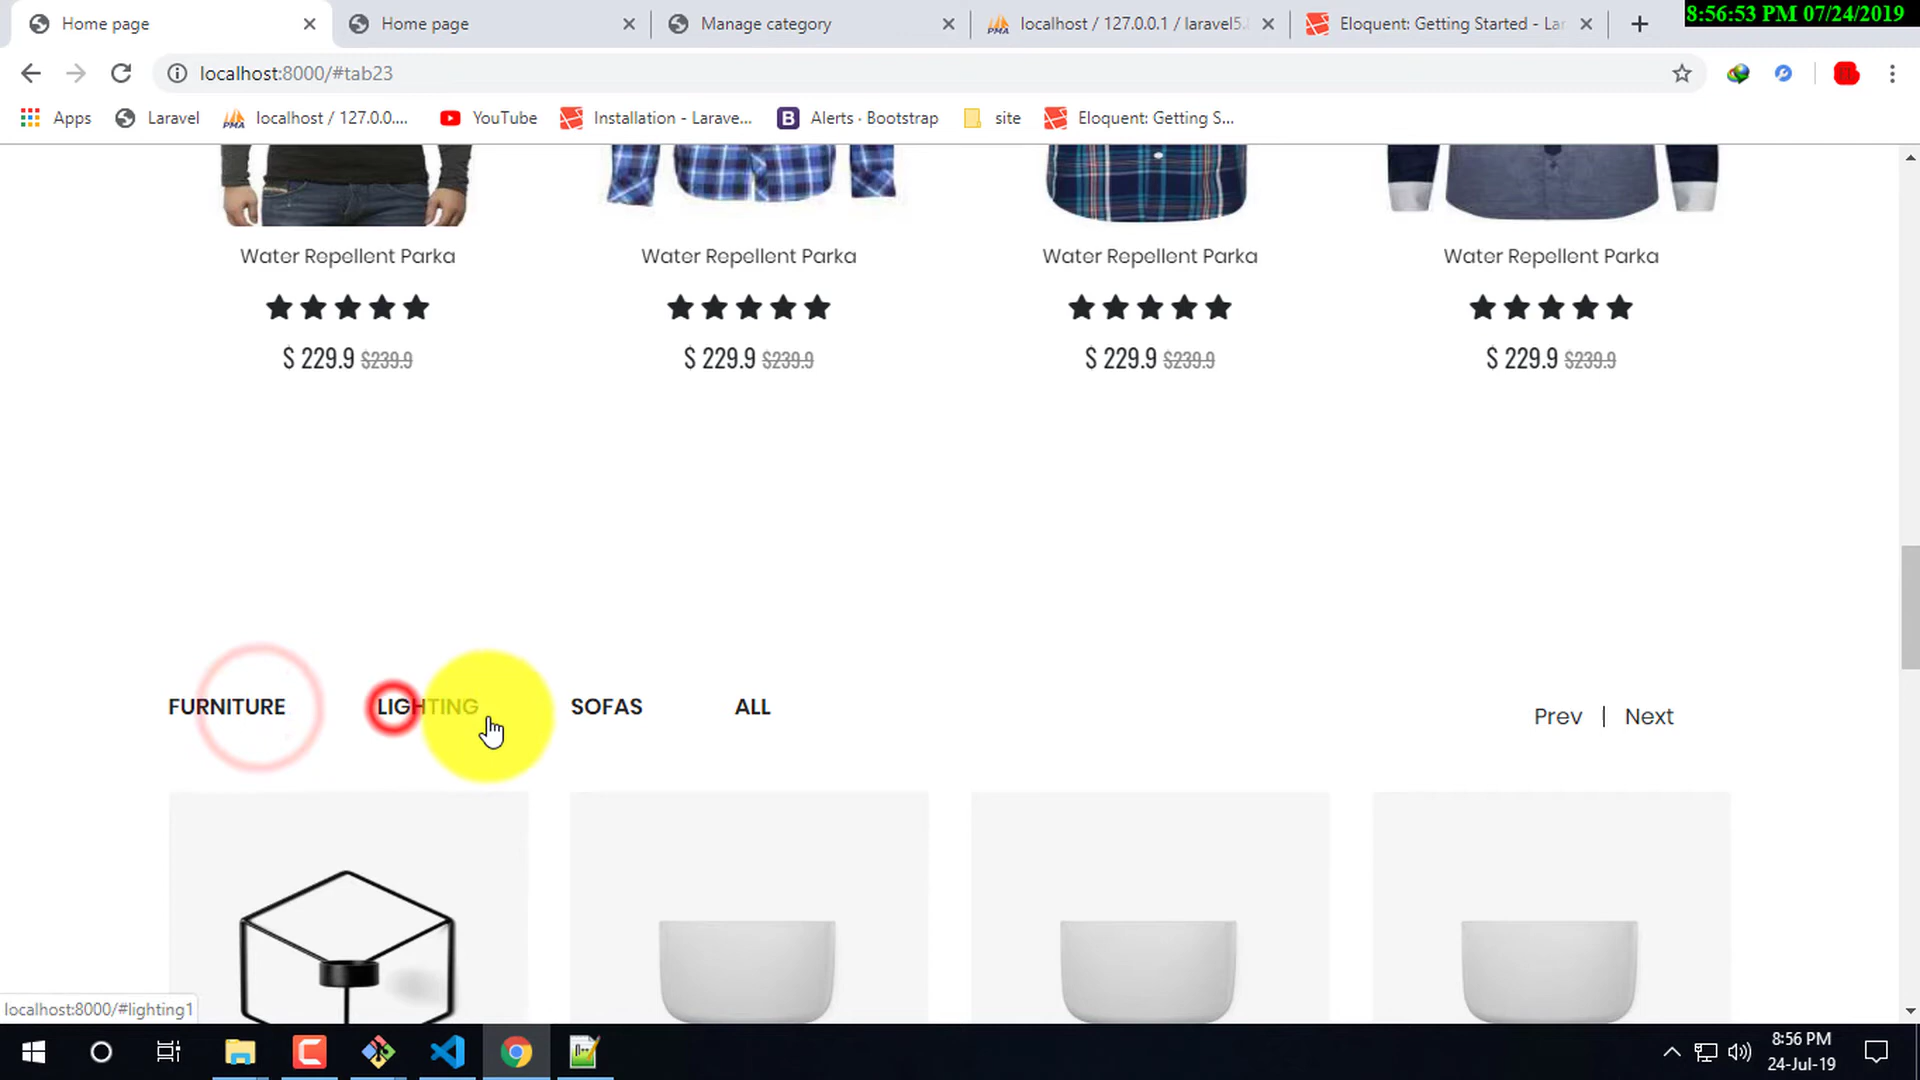 Home page
Home page
Manage category
localhost / 127.0.0.1 / laravel5.
Eloquent: Getting Started - La
8:56:53 PM 07/24/2019
localhost:8000/#tab23
Apps
Laravel
localhost / 127.0.0....
YouTube
Installation - Larave...
Alerts · Bootstrap
site
Eloquent: Getting S...
Water Repellent Parka
Water Repellent Parka
Water Repellent Parka
Water Repellent Parka
$ 229.9 $239.9
$ 229.9 $239.9
$ 229.9 $239.9
$ 229.9 $239.9
FURNITURE
LIGHTING
SOFAS
ALL
Prev | Next
localhost:8000/#lighting1
8:56 PM
24-Jul-19